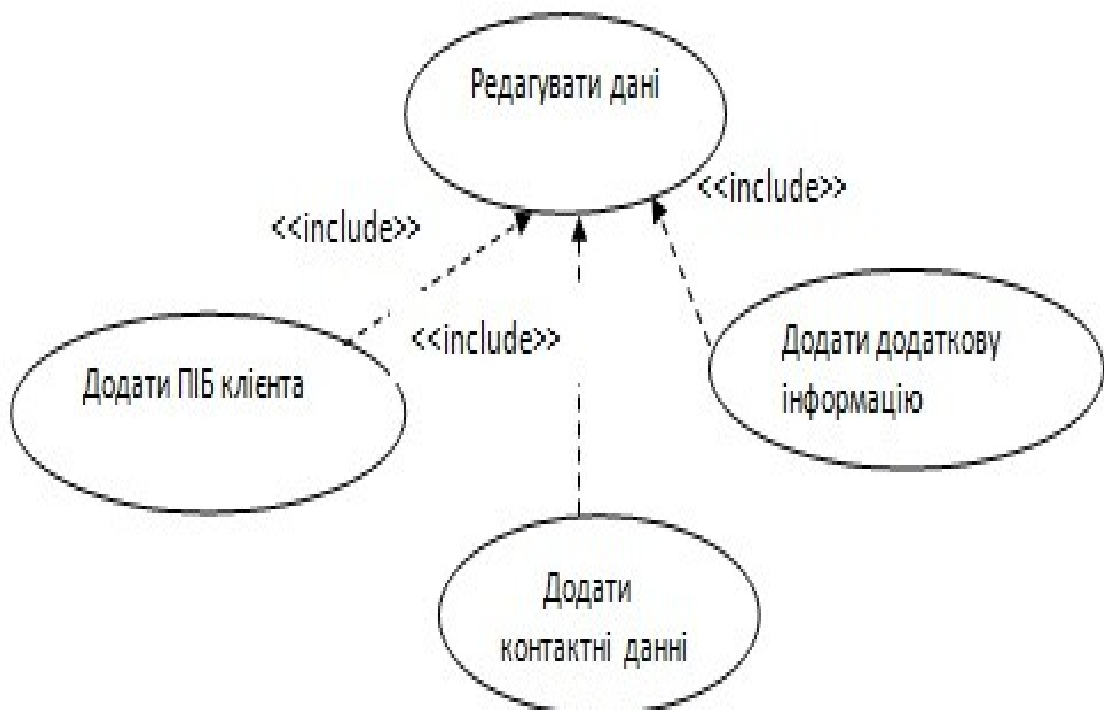 Редагувати дані
<<include>>
<<include>>
<<include>>
Додати ПІБ клієнта
Додати додаткову
інформацію
Додати
контактні данні